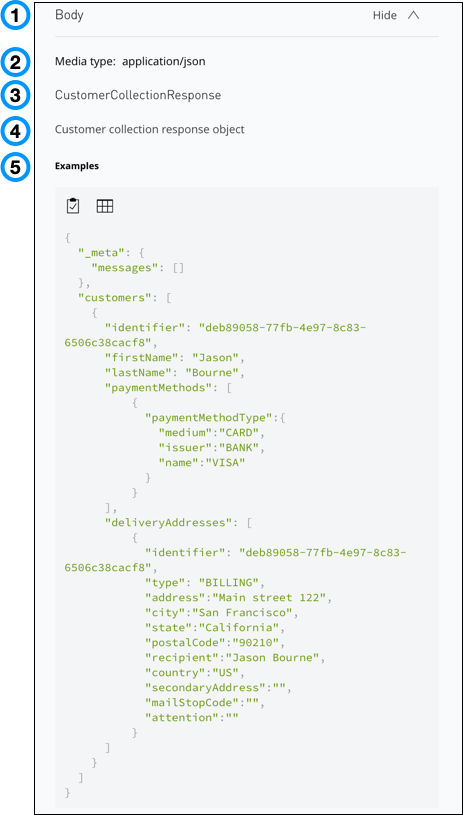 1 Body Hide
2 Media type: application/json
3 CustomerCollectionResponse
4 Customer collection response object
5 Examples
{
"_meta": {
"messages": []
},
"customers": [
{
"identifier": "deb89058-77fb-4e97-8c83-
6506c38cacf8",
"firstName": "Jason",
"lastName": "Bourne",
"paymentMethods": [
{
"paymentMethodType":{
"medium":"CARD",
"issuer":"BANK",
"name":"VISA"
}
}
],
"deliveryAddresses": [
{
"identifier": "deb89058-77fb-4e97-8c83-
6506c38cacf8",
"type": "BILLING",
"address":"Main street 122",
"city":"San Francisco",
"state":"California",
"postalCode":"90210",
"recipient":"Jason Bourne",
"country":"US",
"secondaryAddress":"",
"mailStopCode":"",
"attention":""
}
]
}
]
}